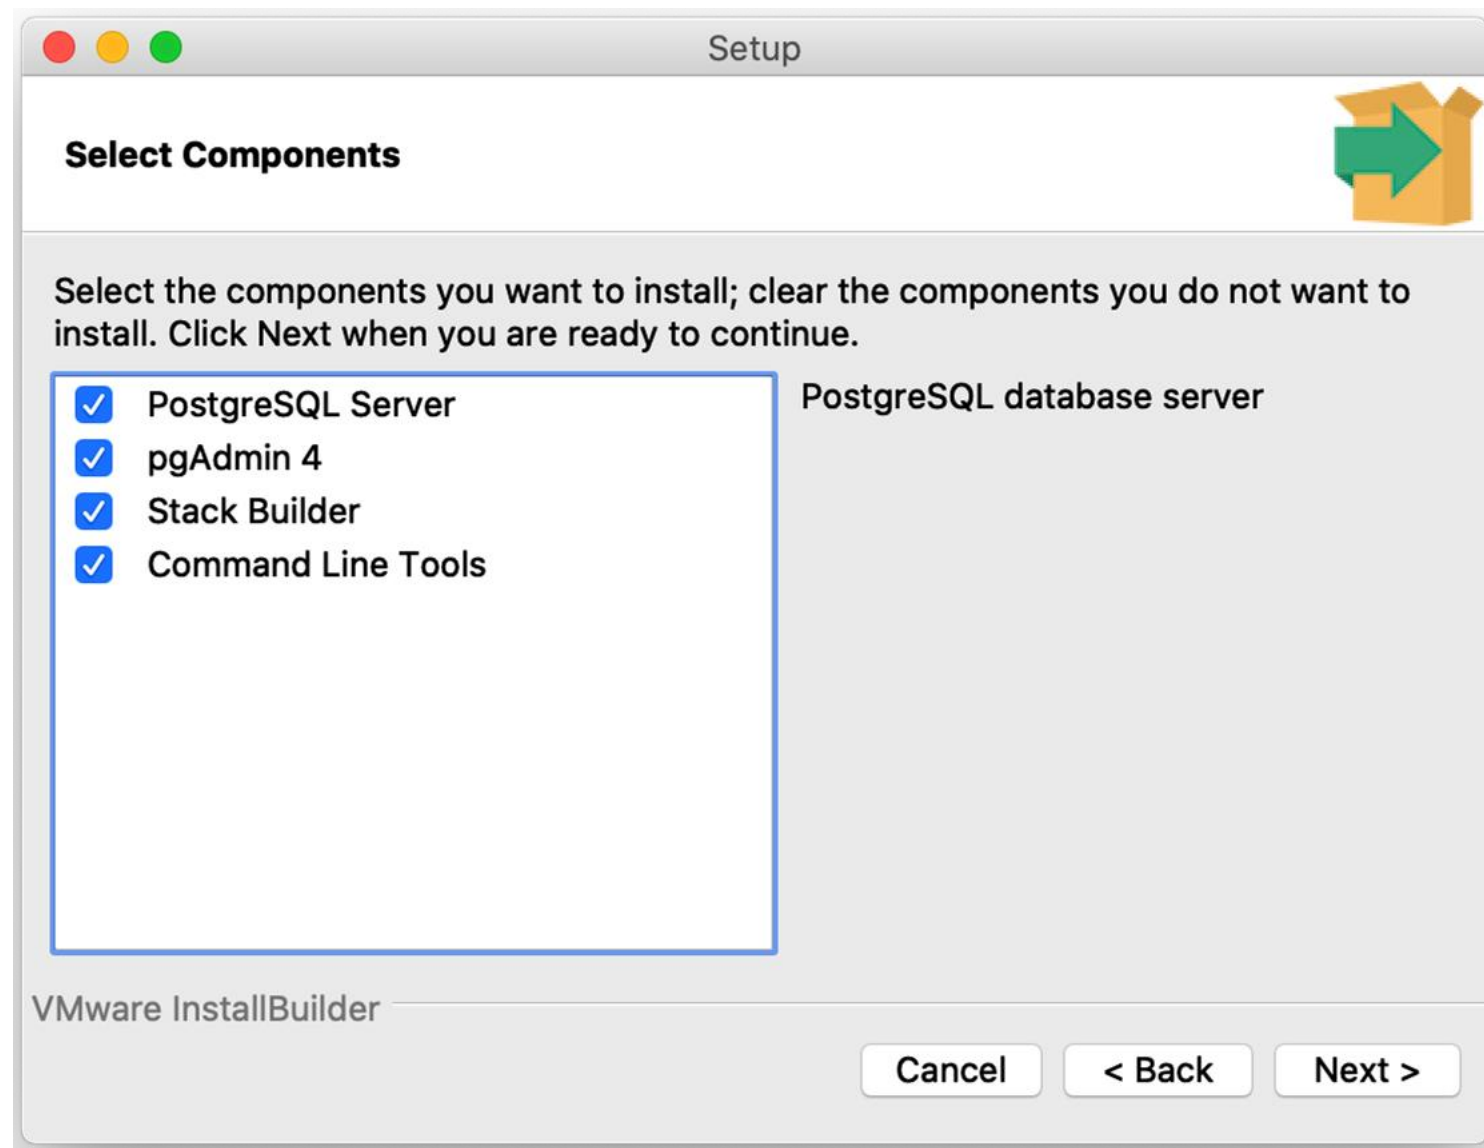 Setup
Select Components
Select the components you want to install; clear the components you do not want to
install. Click Next when you are ready to continue.
PostgreSQL Server
pgAdmin 4
Stack Builder
Command Line Tools
PostgreSQL database server
VMware InstallBuilder
Cancel
< Back
Next >